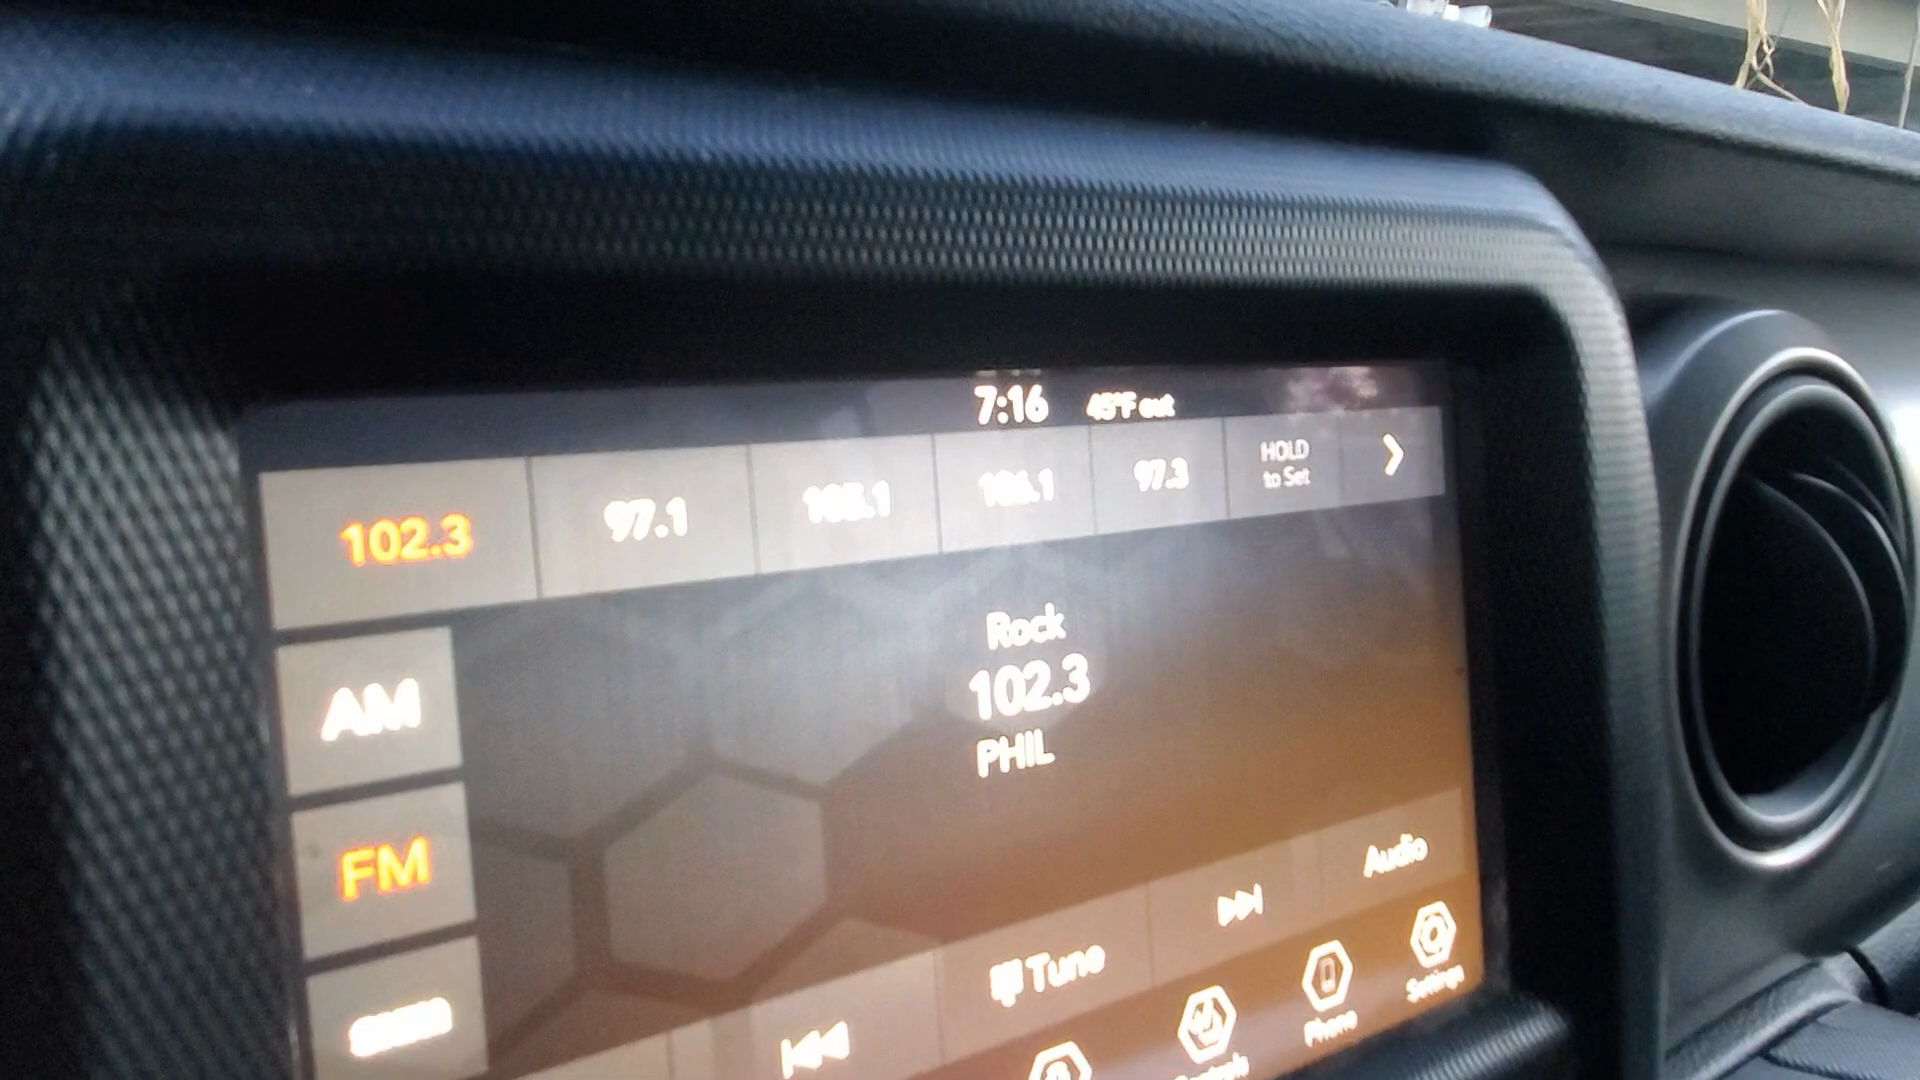 7:16 45°F out
102.3 97.1 105.1 106.1 97.3 HOLD
to Set
Rock
102.3
PHIL
AM
FM
Audio
Tune
Settings
Phone
Controls